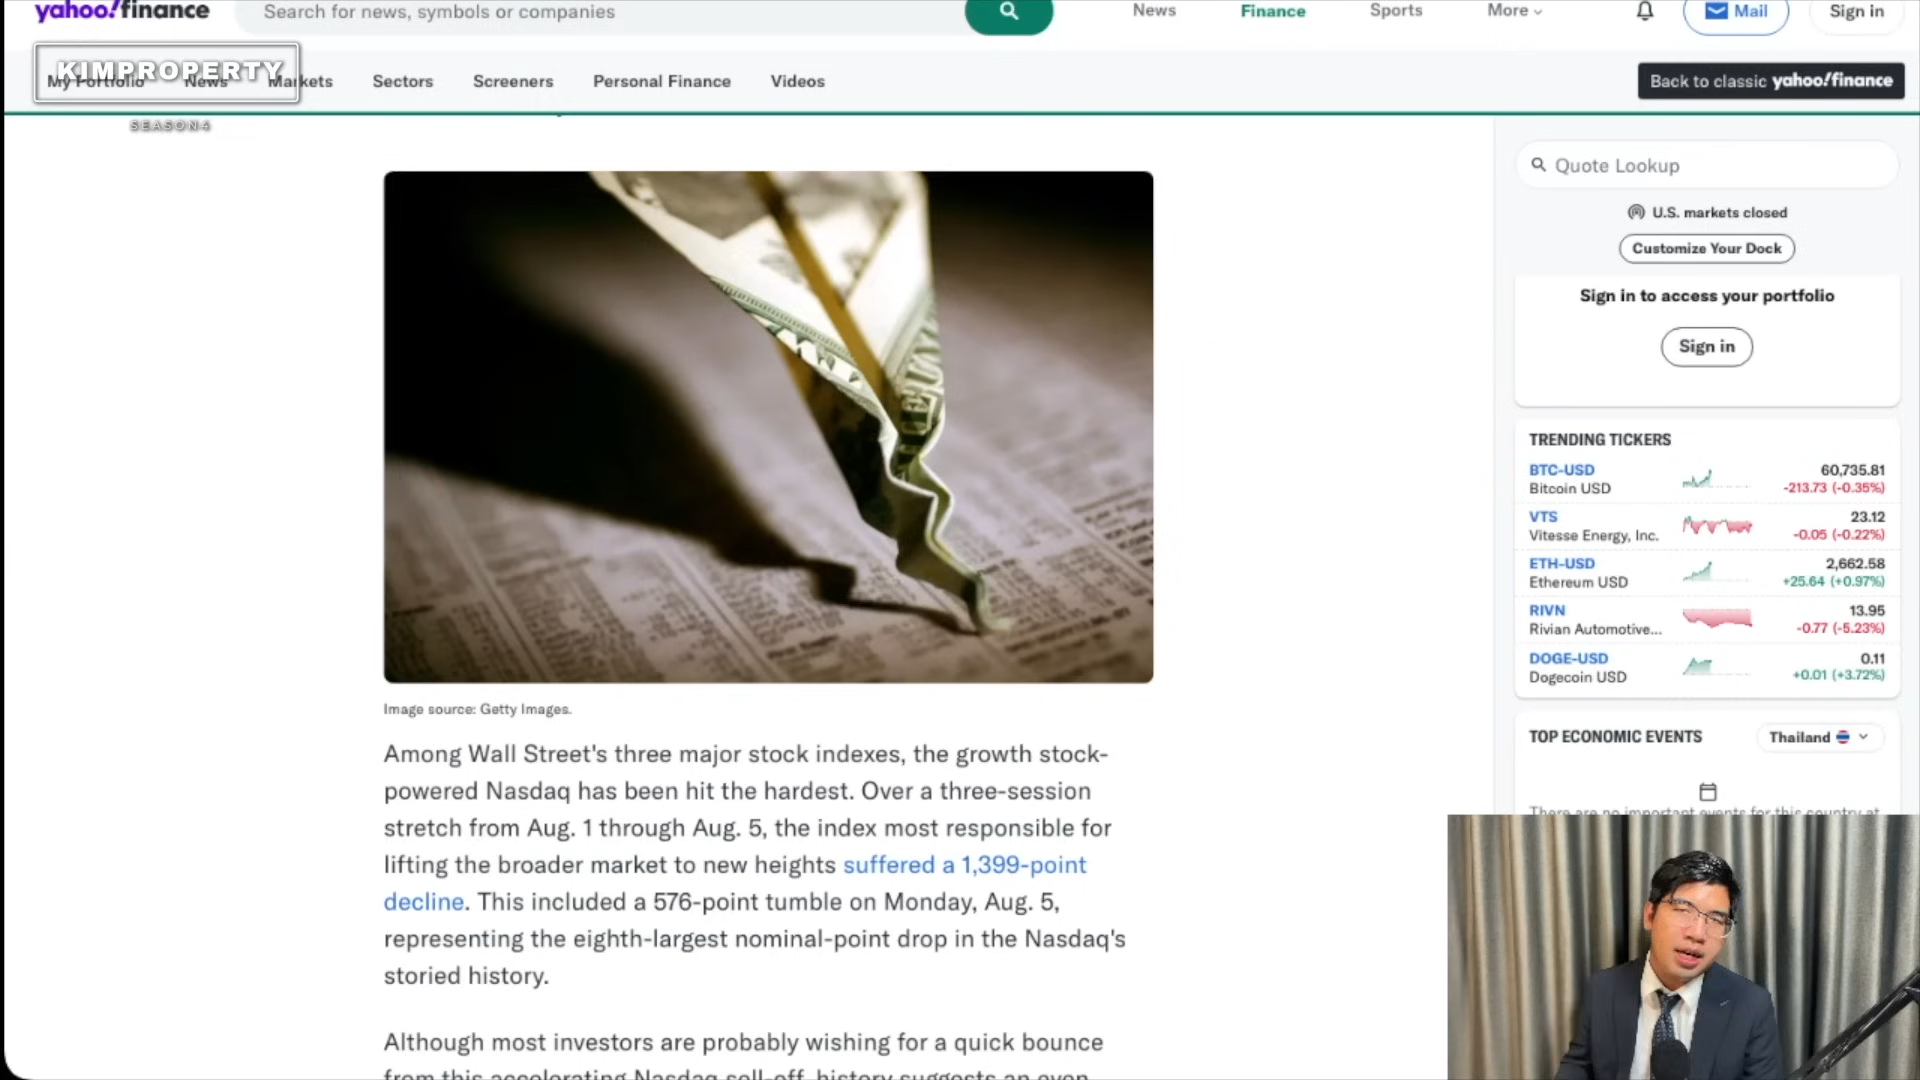 yahoo!finance
Search for news, symbols or companies
News
Finance
Sports
More
Mail
Sign in
KIMPROPERTY
SEASON4
My Portfolio
News
Markets
Sectors
Screeners
Personal Finance
Videos
Back to classic yahoo!finance
Image source: Getty Images.
Among Wall Street's three major stock indexes, the growth stock-
powered Nasdaq has been hit the hardest. Over a three-session
stretch from Aug. 1 through Aug. 5, the index most responsible for
lifting the broader market to new heights suffered a 1,399-point
decline. This included a 576-point tumble on Monday, Aug. 5,
representing the eighth-largest nominal-point drop in the Nasdaq's
storied history.
Although most investors are probably wishing for a quick bounce
from this accelerating Nasdaq sell-off, history suggests an even
Quote Lookup
U.S. markets closed
Customize Your Dock
Sign in to access your portfolio
Sign in
TRENDING TICKERS
BTC-USD 60,735.81
Bitcoin USD -213.73 (-0.35%)
VTS 23.12
Vitesse Energy, Inc. -0.05 (-0.22%)
ETH-USD 2,662.58
Ethereum USD +25.64 (+0.97%)
RIVN 13.95
Rivian Automotive... -0.77 (-5.23%)
DOGE-USD 0.11
Dogecoin USD +0.01 (+3.72%)
TOP ECONOMIC EVENTS
Thailand
There are no important events for this country at